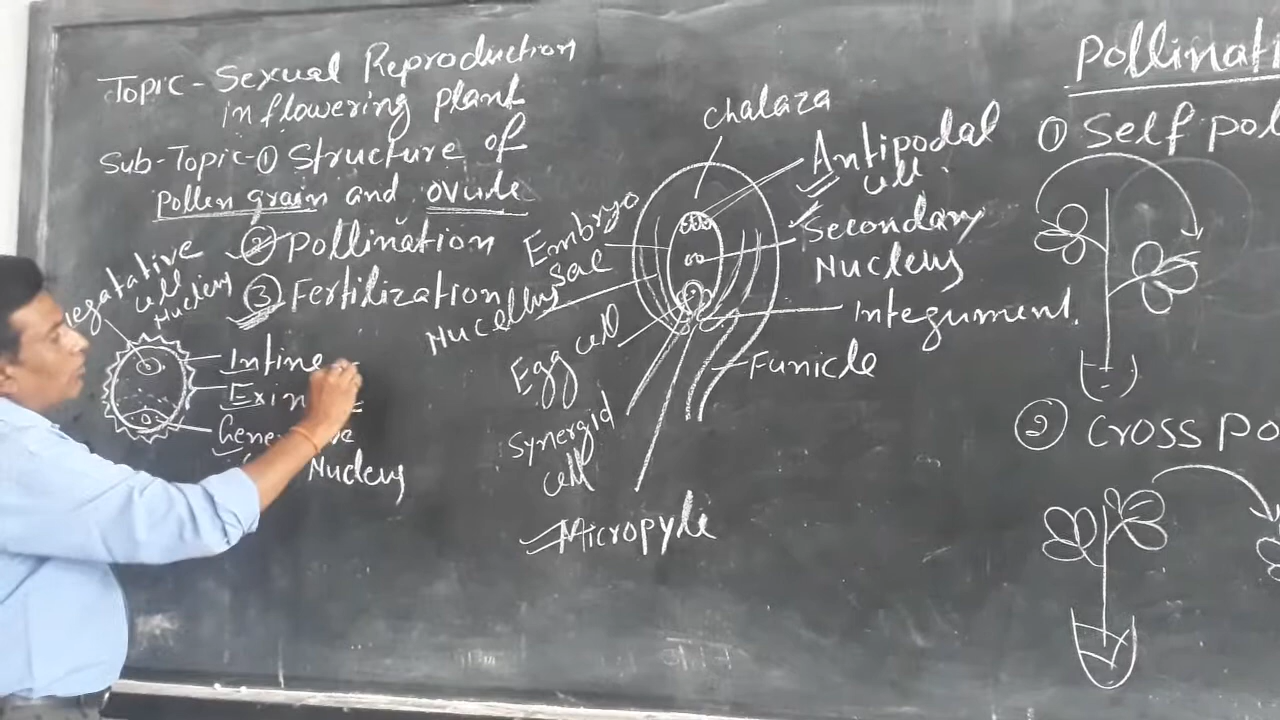 Topic - Sexual Reproduction
in flowering plant
Sub-Topic-① Structure of
pollen grain and ovule
② Pollination
③ Fertilization
cell
Nucleus
Intine
Nucleus
chalaza
Antipodal
cell.
Secondary
Nucleus
Integument.
Funicle
Embryo
sac
Nucellus
Egg cell
Synergid
cell
Micropyle
Pollinati
① Self pol
② Cross po